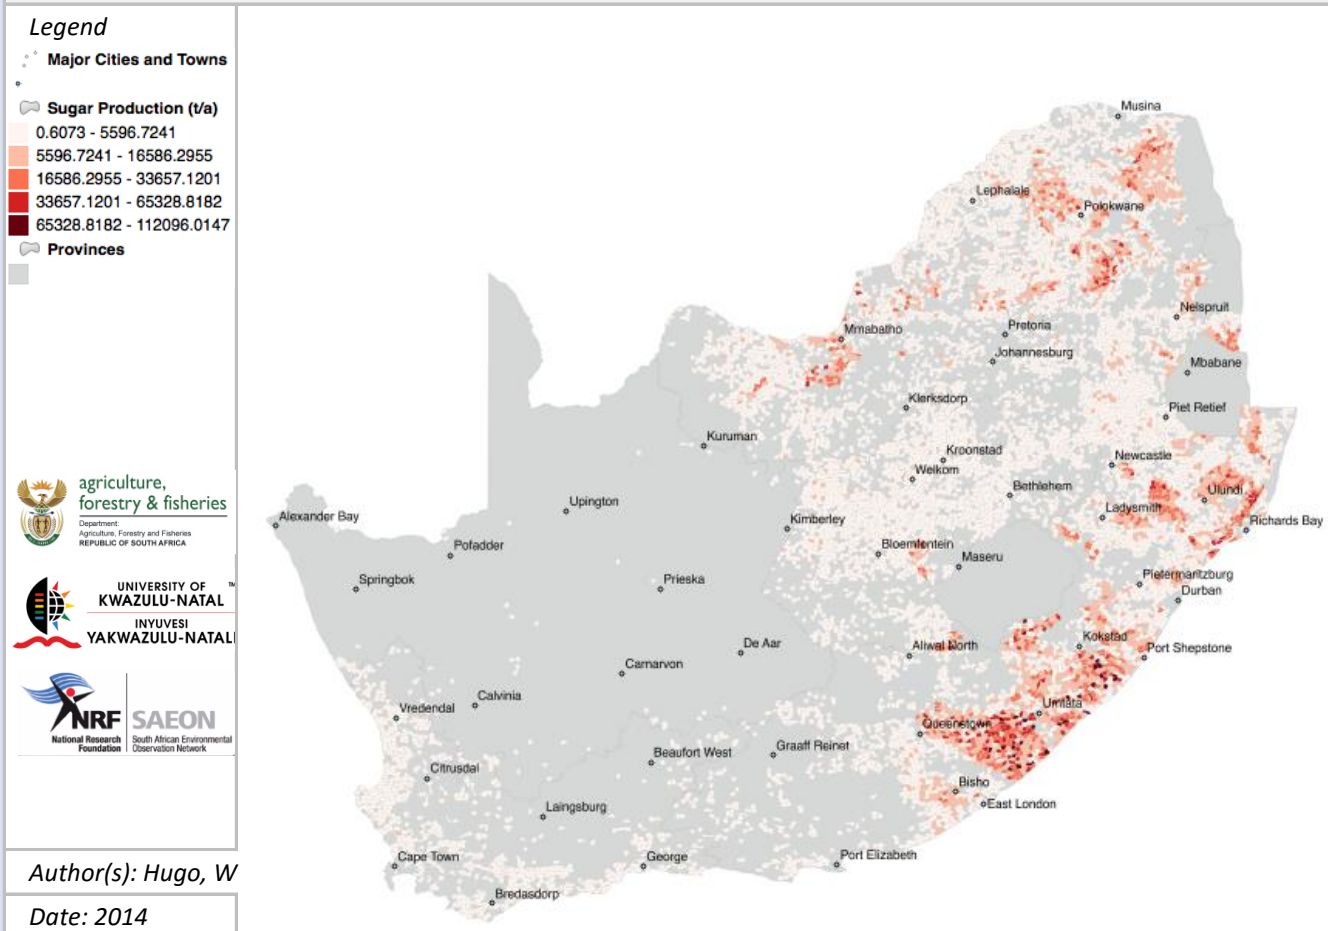 Legend
Major Cities and Towns
Sugar Production (t/a)
0.6073 - 5596.7241
5596.7241 - 16586.2955
16586.2955 - 33657.1201
33657.1201 - 65328.8182
65328.8182 - 112096.0147
Provinces
agriculture,
forestry & fisheries
Department:
Agriculture, Forestry and Fisheries
REPUBLIC OF SOUTH AFRICA
UNIVERSITY OF
KWAZULU-NATAL
TM
INYUVESI
YAKWAZULU-NATALI
NRF
National Research
Foundation
SAEON
South African Environmental
Observation Network
Author(s): Hugo, W
Date: 2014
Musina
Lephalale
Polokwane
Nelspruit
Mmabatho
Pretoria
Johannesburg
Mbabane
Klerksdorp
Piet Retief
Kuruman
Kroonstad
Newcastle
Welkom
Bethlehem
Ulundi
Upington
Ladysmith
Alexander Bay
Kimberley
Richards Bay
Pofadder
Bloemfontein
Maseru
Springbok
Prieska
Pietermaritzburg
Durban
De Aar
Aliwal North
Kokstad
Port Shepstone
Carnarvon
Calvinia
Vredendal
Umtata
Queenstown
Beaufort West
Graaff Reinet
Citrusdal
Bisho
East London
Laingsburg
Cape Town
George
Port Elizabeth
Bredasdorp